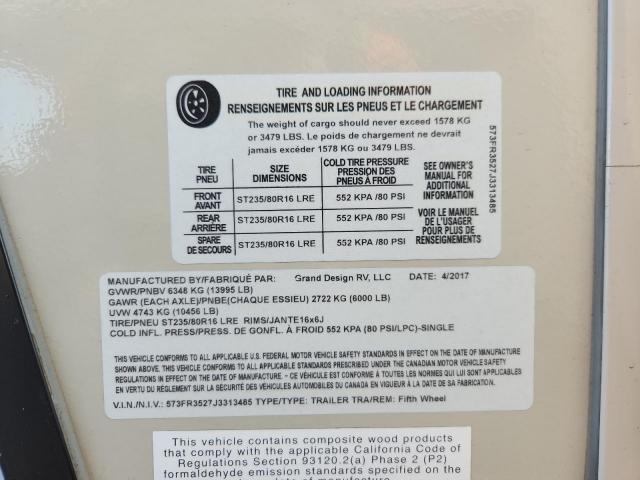 TIRE AND LOADING INFORMATION
RENSEIGNEMENTS SUR LES PNEUS ET LE CHARGEMENT
The weight of cargo should never exceed 1578 KG
or 3479 LBS. Le poids de chargement ne devrait
jamais excéder 1578 KG ou 3479 LBS.
TIRE PNEU SIZE DIMENSIONS COLD TIRE PRESSURE PRESSION DES PNEUS À FROID
FRONT AVANT ST235/80R16 LRE 552 KPA /80 PSI
REAR ARRIÈRE ST235/80R16 LRE 552 KPA /80 PSI
SPARE DE SECOURS ST235/80R16 LRE 552 KPA /80 PSI
SEE OWNER'S
MANUAL FOR
ADDITIONAL
INFORMATION
VOIR LE MANUEL
DE L'USAGER
POUR PLUS DE
RENSEIGNEMENTS
573FR3527J3313485
MANUFACTURED BY/FABRIQUÉ PAR: Grand Design RV, LLC DATE: 4/2017
GVWR/PNBV 6348 KG (13995 LB)
GAWR (EACH AXLE)/PNBE(CHAQUE ESSIEU) 2722 KG (6000 LB)
UVW 4743 KG (10456 LB)
TIRE/PNEU ST235/80R16 LRE RIMS/JANTE16x6J
COLD INFL. PRESS./PRESS. DE GONFL. À FROID 552 KPA (80 PSI/LPC)-SINGLE
THIS VEHICLE CONFORMS TO ALL APPLICABLE U.S. FEDERAL MOTOR VEHICLE SAFETY STANDARDS IN EFFECT ON THE DATE OF MANUFACTURE
SHOWN ABOVE. THIS VEHICLE CONFORMS TO ALL APPLICABLE STANDARDS PRESCRIBED UNDER THE CANADIAN MOTOR VEHICLE SAFETY
REGULATIONS IN EFFECT ON THE DATE OF MANUFACTURE. - CE VÉHICULE EST CONFORME À TOUTES LES NORMES QUI LUI SONT APPLICABLES
EN VERTU DU RÈGLEMENT SUR LA SÉCURITÉ DES VÉHICULES AUTOMOBILES DU CANADA EN VIGUEUR À LA DATE DE SA FABRICATION
V.I.N./N.I.V.: 573FR3527J3313485 TYPE/TYPE: TRAILER TRA/REM: Fifth Wheel
This vehicle contains composite wood products
that comply with the applicable California Code of
Regulations Section 93120.2(a) Phase 2 (P2)
formaldehyde emission standards specified on the
date of manufacture.